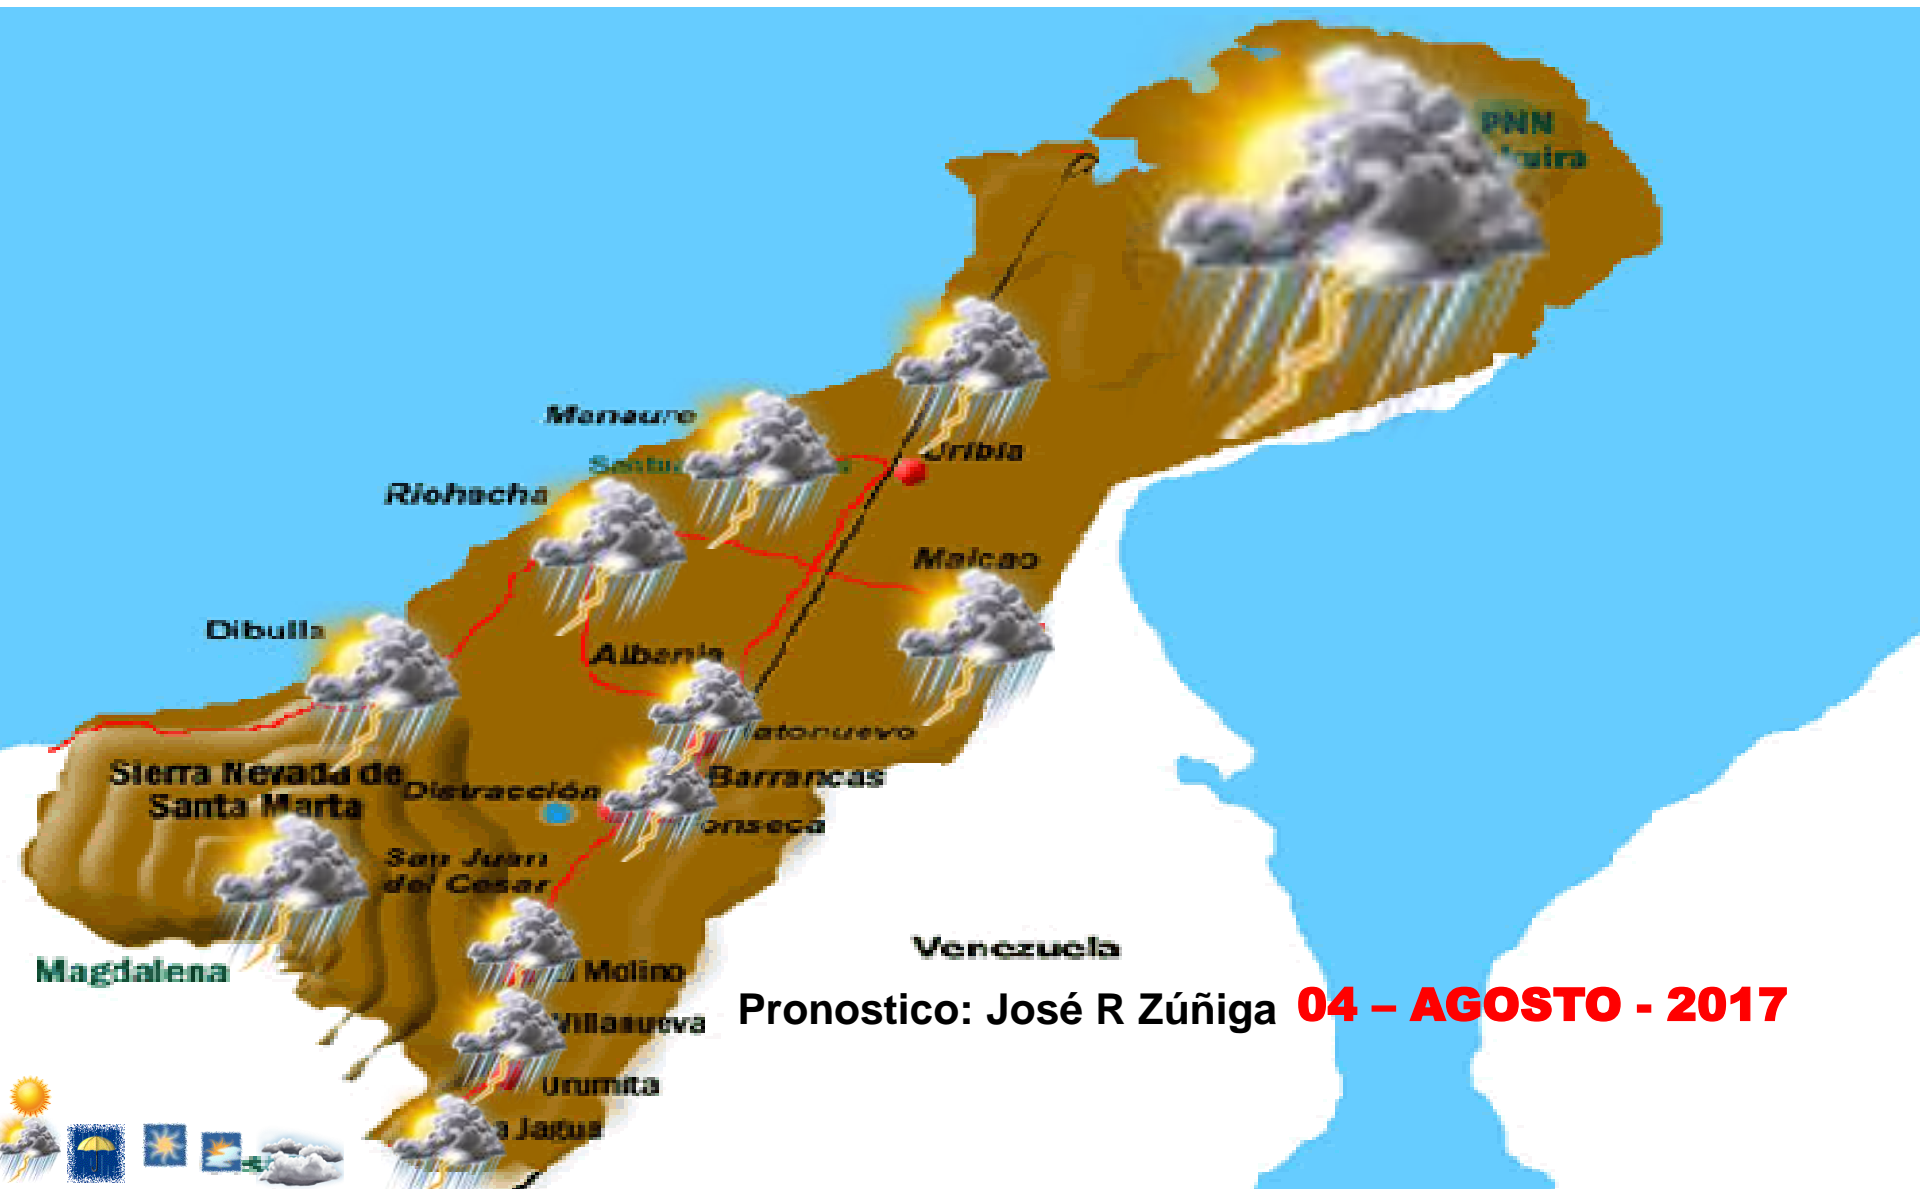 PNN
Manaure
Uribia
Riohacha
Maicao
Dibulla
Albania
Barrancas
Sierra Nevada de
Santa Marta
Distracción
San Juan
del Cesar
Venezuela
Magdalena
Molino
Pronostico: José R Zúñiga 04 – AGOSTO - 2017
Villanueva
Urumita
a Jagua